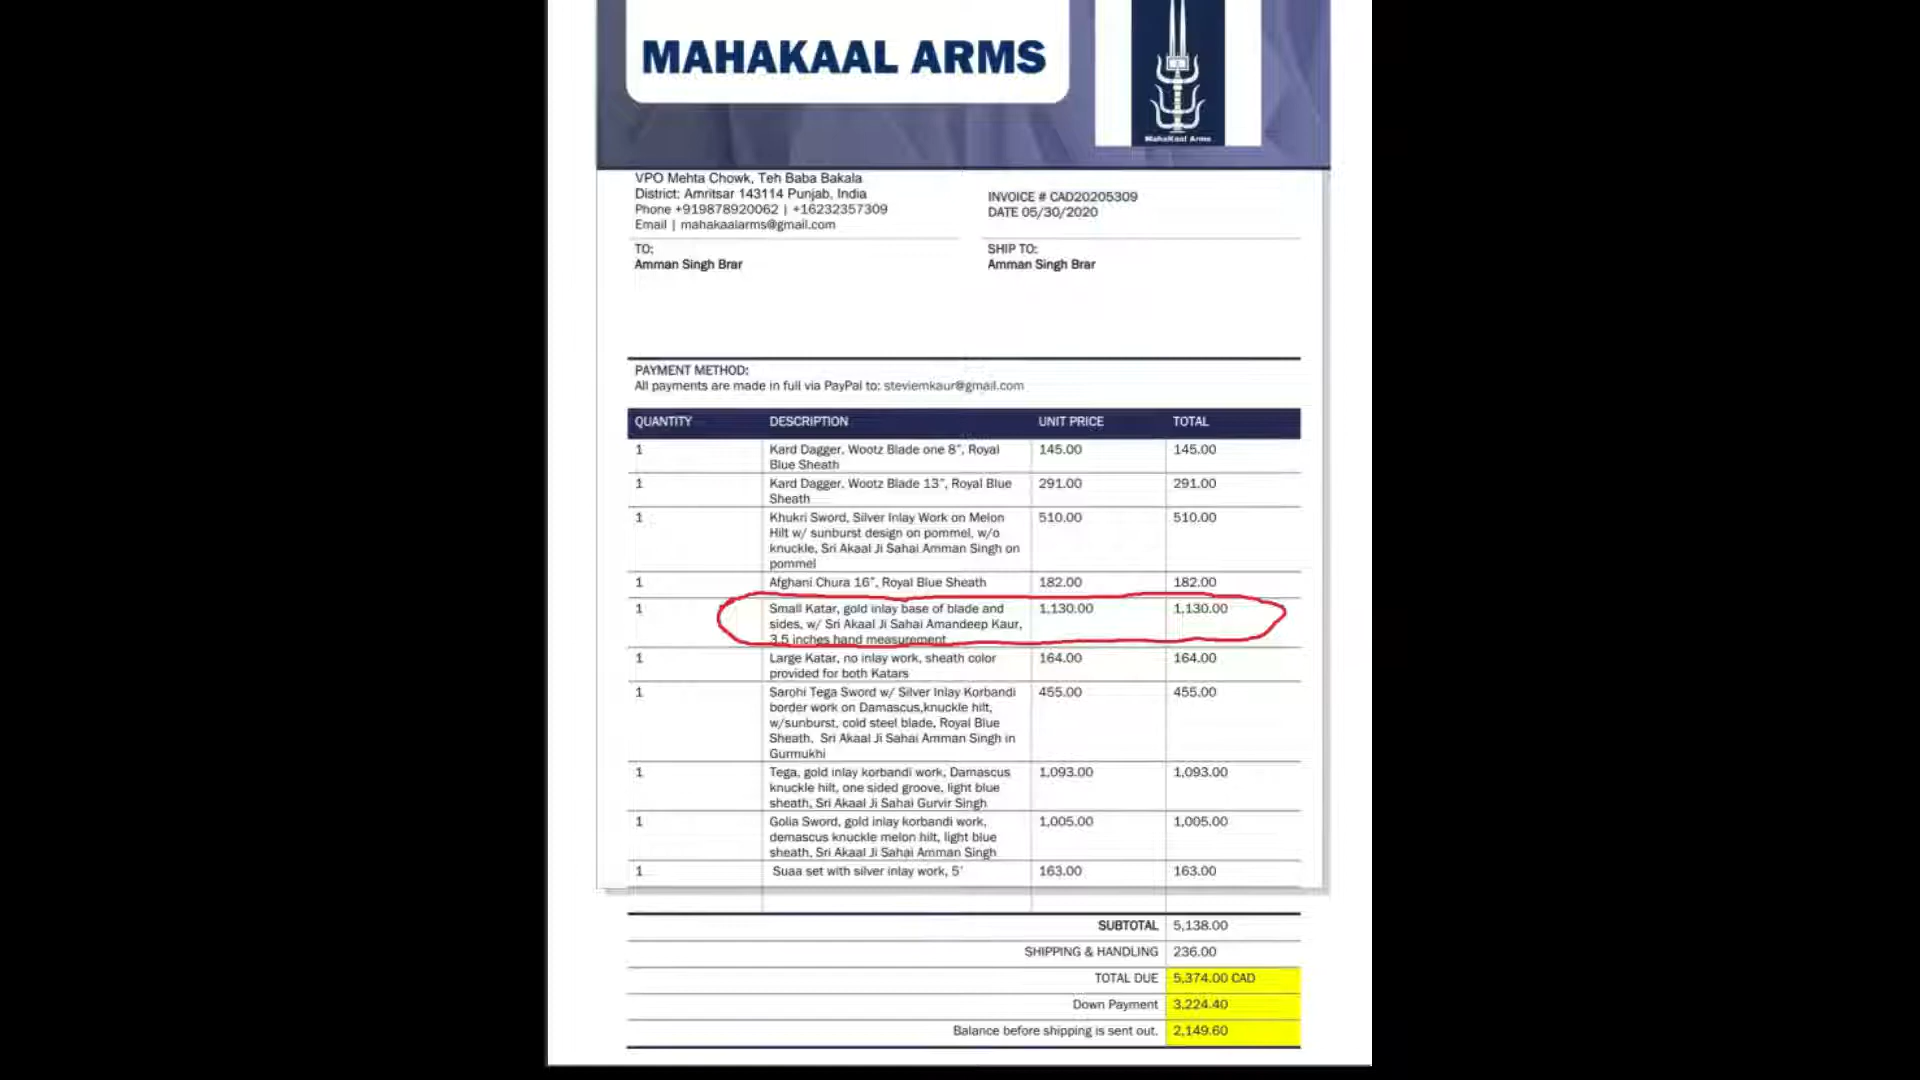 MAHAKAAL ARMS
MahaKaal Arms
VPO Mehta Chowk, Teh Baba Bakala
District: Amritsar 143114 Punjab, India
Phone +919878920062 | +16232357309
Email | mahakaalarms@gmail.com
INVOICE # CAD20205309
DATE 05/30/2020
TO:
Amman Singh Brar
SHIP TO:
Amman Singh Brar
PAYMENT METHOD:
All payments are made in full via PayPal to: steviemkaur@gmail.com
QUANTITY DESCRIPTION UNIT PRICE TOTAL
1 Kard Dagger, Wootz Blade one 8”, Royal 145.00 145.00
Blue Sheath
1 Kard Dagger, Wootz Blade 13”, Royal Blue 291.00 291.00
Sheath
1 Khukri Sword, Silver Inlay Work on Melon 510.00 510.00
Hilt w/ sunburst design on pommel, w/o
knuckle, Sri Akaal Ji Sahai Amman Singh on
pommel
1 Afghani Chura 16”, Royal Blue Sheath 182.00 182.00
1 Small Katar, gold inlay base of blade and 1,130.00 1,130.00
sides, w/ Sri Akaal Ji Sahai Amandeep Kaur,
3.5 inches hand measurement
1 Large Katar, no inlay work, sheath color 164.00 164.00
provided for both Katars
1 Sarohi Tega Sword w/ Silver Inlay Korbandi 455.00 455.00
border work on Damascus,knuckle hilt,
w/sunburst, cold steel blade, Royal Blue
Sheath, Sri Akaal Ji Sahai Amman Singh in
Gurmukhi
1 Tega, gold inlay korbandi work, Damascus 1,093.00 1,093.00
knuckle hilt, one sided groove, light blue
sheath, Sri Akaal Ji Sahai Gurvir Singh
1 Golia Sword, gold inlay korbandi work, 1,005.00 1,005.00
demascus knuckle melon hilt, light blue
sheath, Sri Akaal Ji Sahai Amman Singh
1 Suaa set with silver inlay work, 5’ 163.00 163.00
SUBTOTAL 5,138.00
SHIPPING & HANDLING 236.00
TOTAL DUE 5,374.00 CAD
Down Payment 3,224.40
Balance before shipping is sent out. 2,149.60